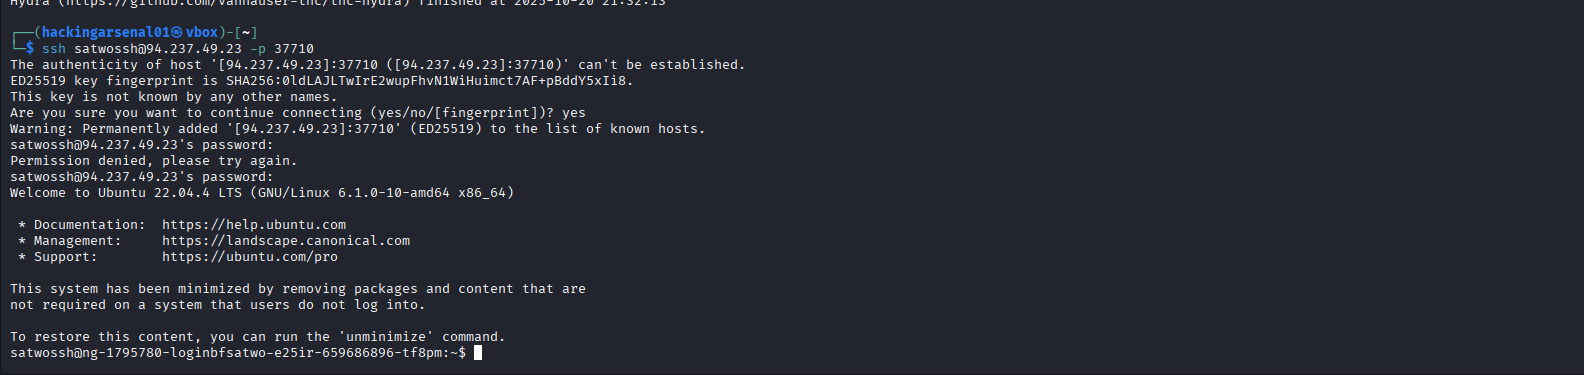 Hydra (https://github.com/vanhauser-thc/thc-hydra) finished at 2025-10-20 21:32:13
┌──(hackingarsenal01㉿vbox)-[~]
└─$ ssh satwossh@94.237.49.23 -p 37710
The authenticity of host '[94.237.49.23]:37710 ([94.237.49.23]:37710)' can't be established.
ED25519 key fingerprint is SHA256:0ldLAJLTwIrE2wupFhvN1WiHuimct7AF+pBddY5xIi8.
This key is not known by any other names.
Are you sure you want to continue connecting (yes/no/[fingerprint])? yes
Warning: Permanently added '[94.237.49.23]:37710' (ED25519) to the list of known hosts.
satwossh@94.237.49.23's password:
Permission denied, please try again.
satwossh@94.237.49.23's password:
Welcome to Ubuntu 22.04.4 LTS (GNU/Linux 6.1.0-10-amd64 x86_64)
* Documentation:  https://help.ubuntu.com
* Management:     https://landscape.canonical.com
* Support:        https://ubuntu.com/pro
This system has been minimized by removing packages and content that are
not required on a system that users do not log into.
To restore this content, you can run the 'unminimize' command.
satwossh@ng-1795780-loginbfsatwo-e25ir-659686896-tf8pm:~$